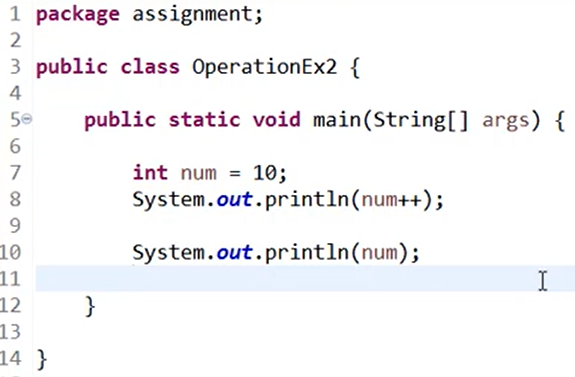 1 package assignment;
2
3 public class OperationEx2 {
4
5 public static void main(String[] args) {
6
7 int num = 10;
8 System.out.println(num++);
9
10 System.out.println(num);
11
12 }
13
14 }